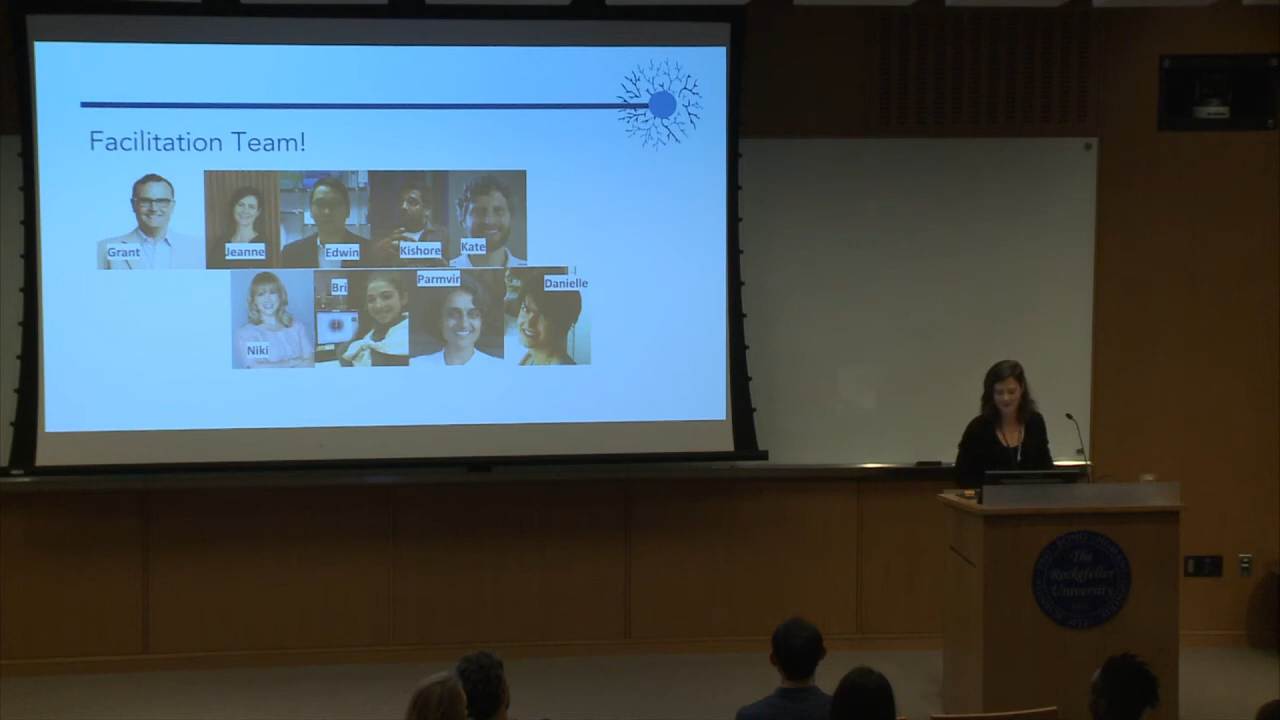 Facilitation Team!
Grant
Jeanne
Edwin
Kishore
Kate
Niki
Bri
Parmvir
Danielle
The
Rockefeller
University